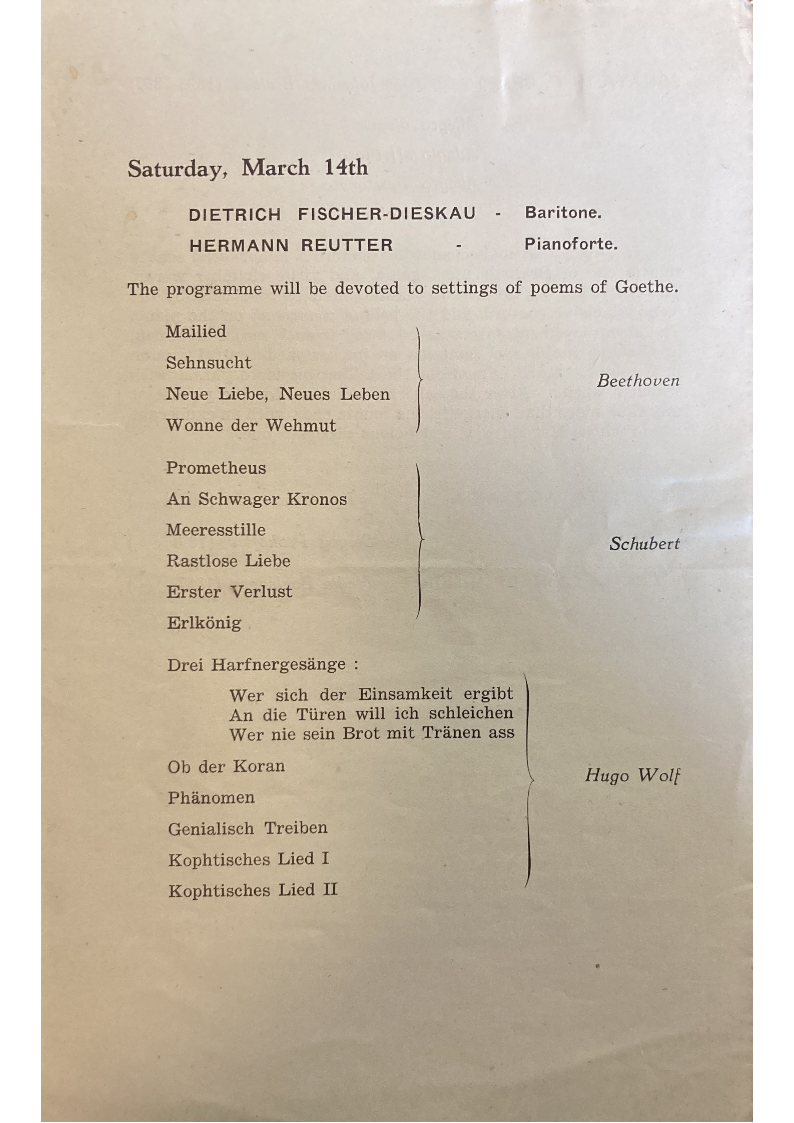 Saturday, March 14th
DIETRICH FISCHER-DIESKAU - Baritone.
HERMANN REUTTER - Pianoforte.
The programme will be devoted to settings of poems of Goethe.
Mailied
Sehnsucht
Neue Liebe, Neues Leben
Wonne der Wehmut
Beethoven
Prometheus
An Schwager Kronos
Meeresstille
Rastlose Liebe
Erster Verlust
Erlkönig
Schubert
Drei Harfnergesänge :
Wer sich der Einsamkeit ergibt
An die Türen will ich schleichen
Wer nie sein Brot mit Tränen ass
Ob der Koran
Phänomen
Genialisch Treiben
Kophtisches Lied I
Kophtisches Lied II
Hugo Wolf